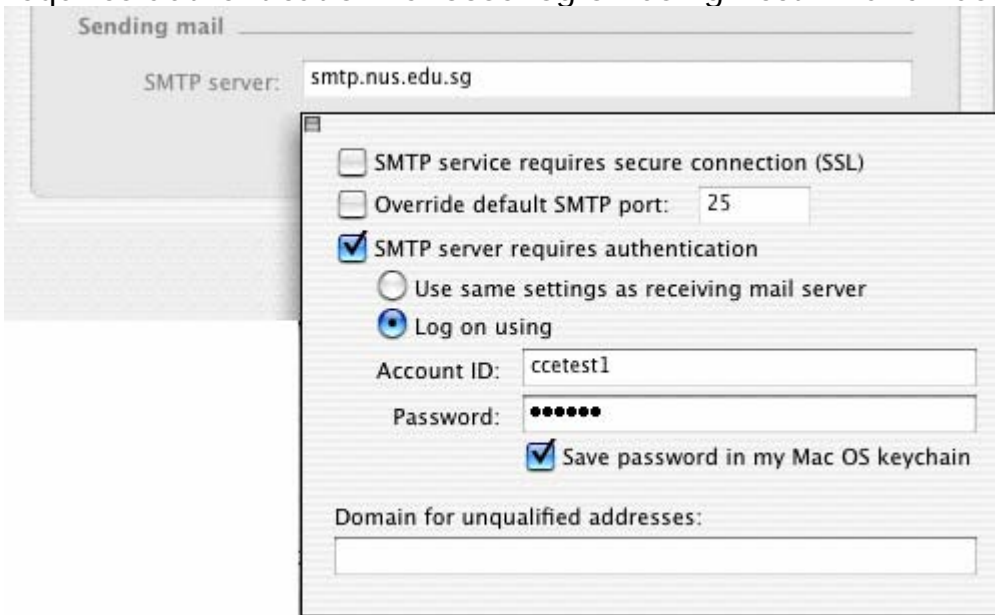 Sending mail
SMTP server: smtp.nus.edu.sg
SMTP service requires secure connection (SSL)
Override default SMTP port: 25
SMTP server requires authentication
Use same settings as receiving mail server
Log on using
Account ID: ccetest1
Password: ••••••
Save password in my Mac OS keychain
Domain for unqualified addresses: